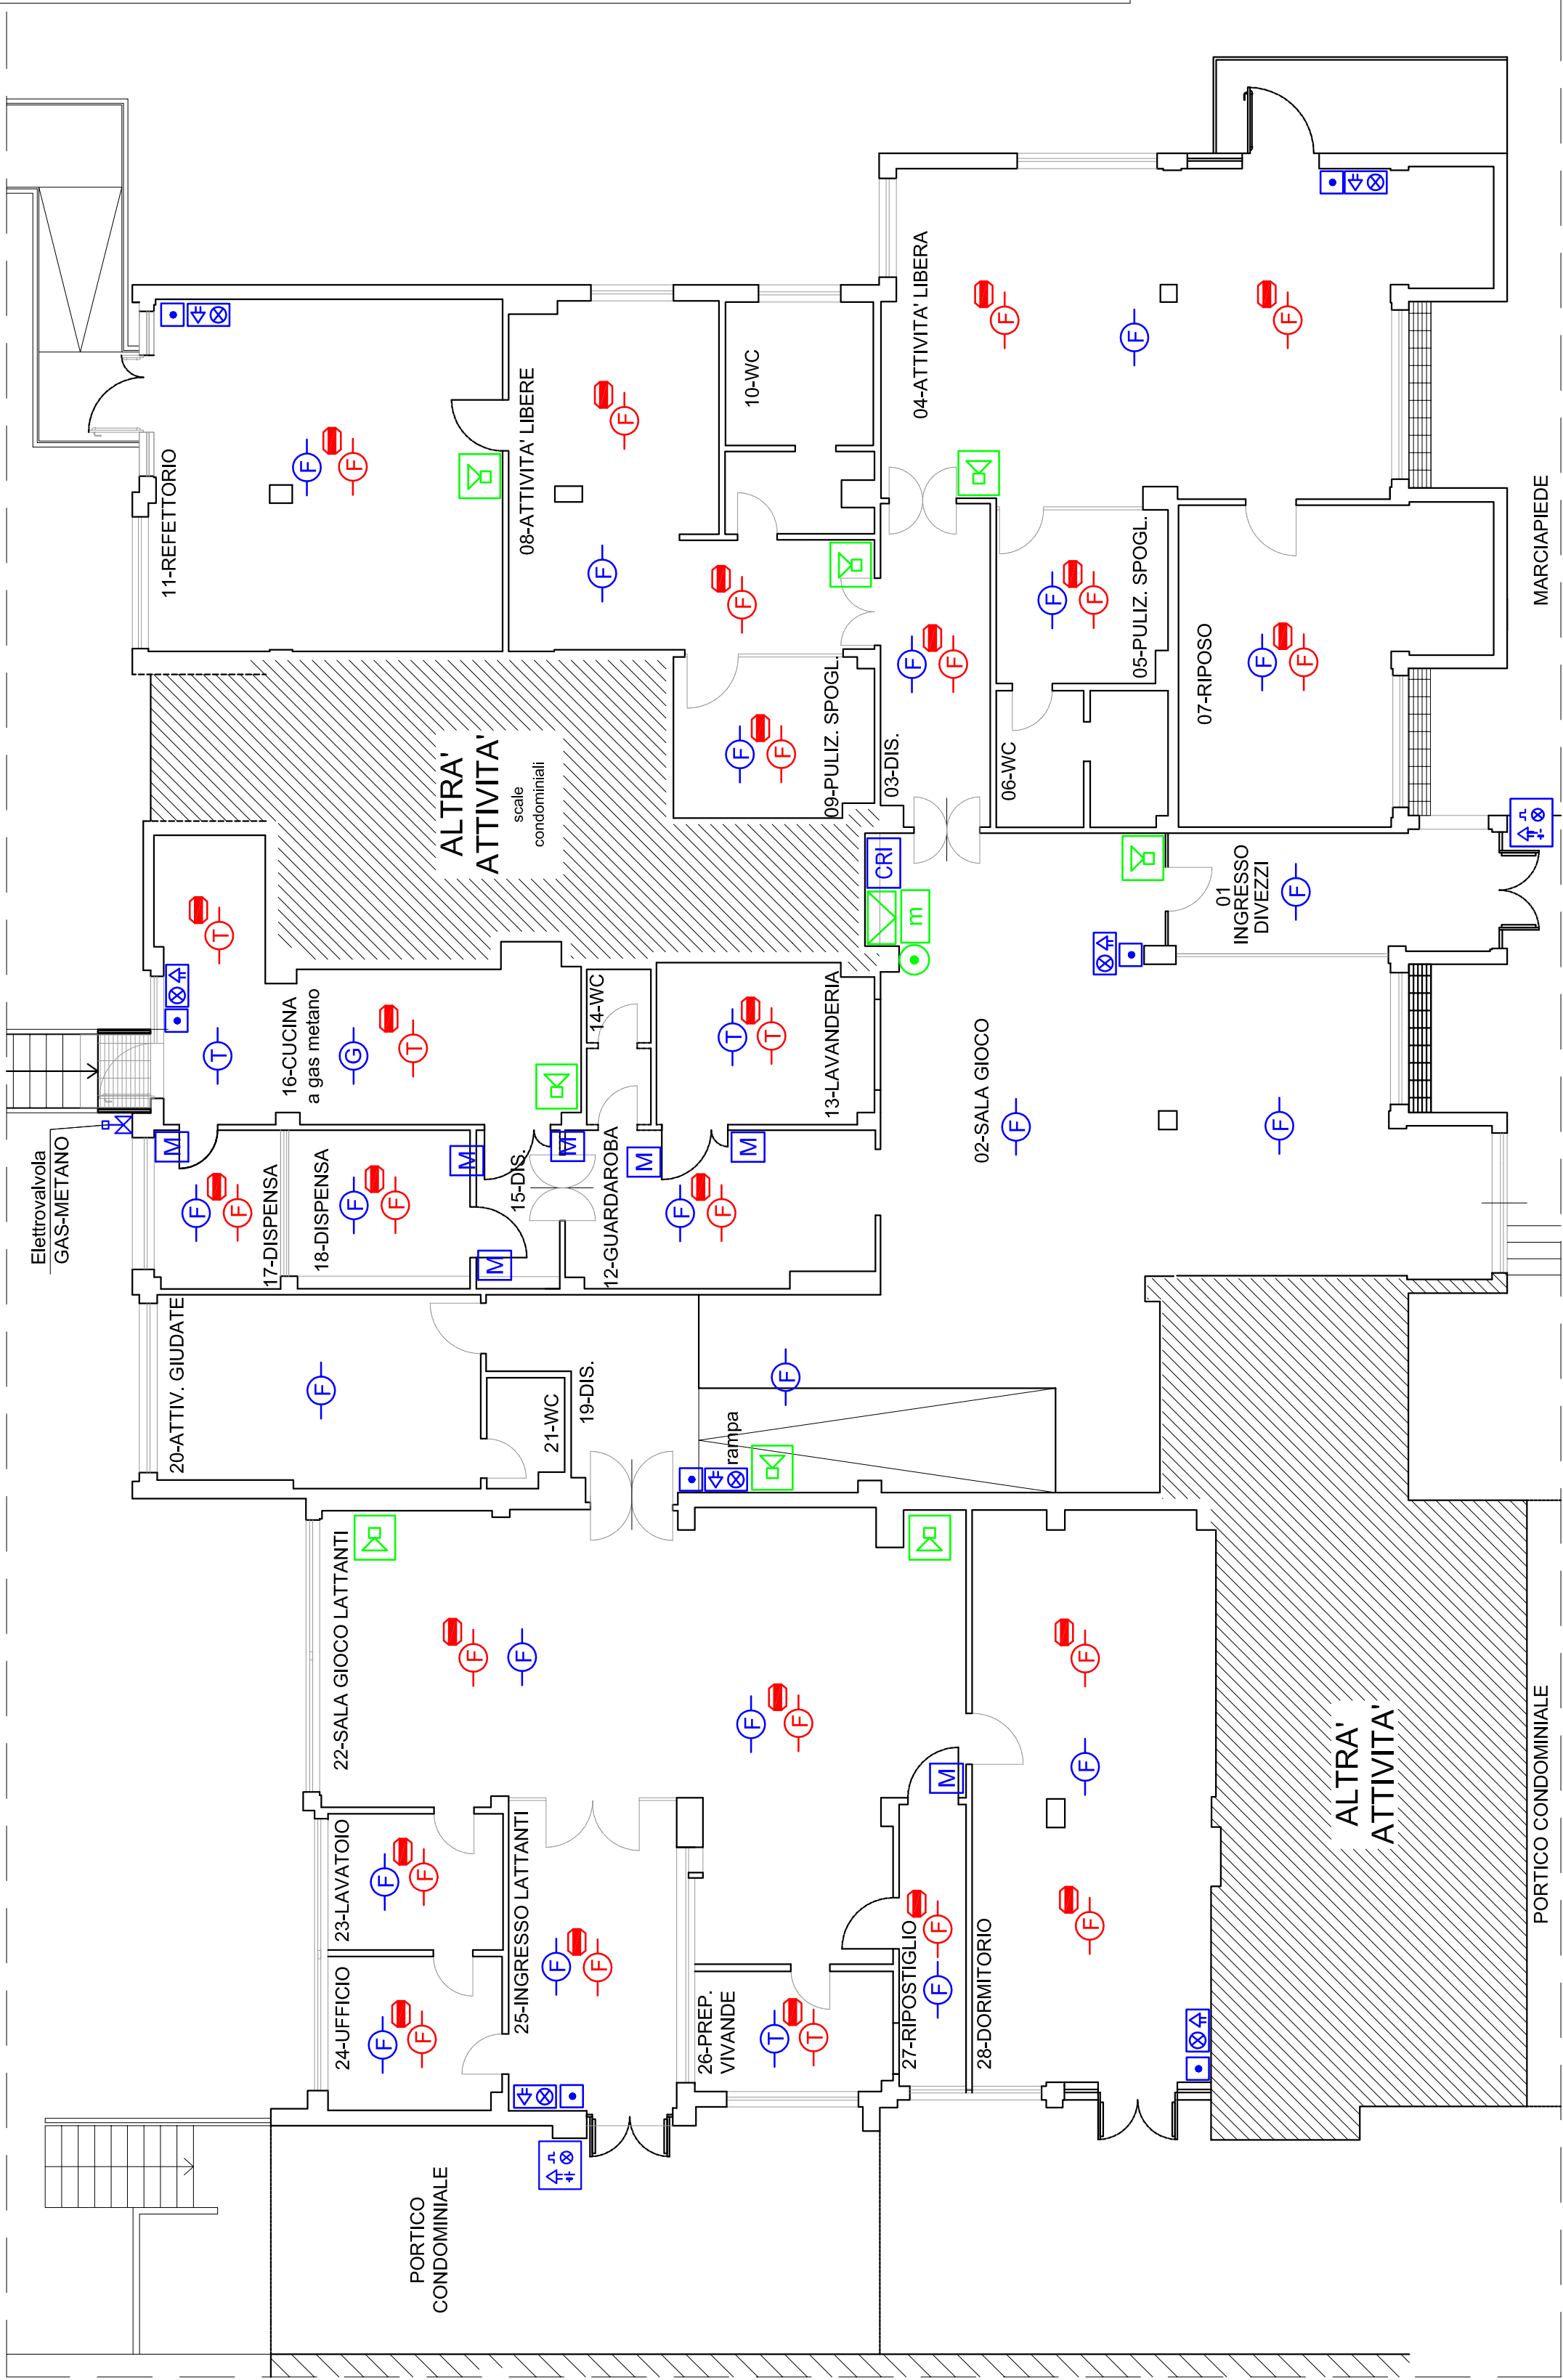 MARCIAPIEDE
04-ATTIVITA' LIBERA
10-WC
08-ATTIVITA' LIBERE
11-REFETTORIO
F
F
F
F
F
F
F
F
05-PULIZ. SPOGL.
F
F
07-RIPOSO
F
F
03-DIS.
F
F
06-WC
09-PULIZ. SPOGL.
F
F
ALTRA'
ATTIVITA'
scale
condominiali
CRI
m
01
INGRESSO
DIVEZZI
F
02-SALA GIOCO
F
F
13-LAVANDERIA
T
T
14-WC
16-CUCINA
a gas metano
T
T
G
T
Elettrovalvola
GAS-METANO
M
M
M
M
M
M
15-DIS.
12-GUARDAROBA
F
F
17-DISPENSA
F
F
18-DISPENSA
F
F
20-ATTIV. GIUDATE
F
21-WC
19-DIS.
F
rampa
22-SALA GIOCO LATTANTI
F
F
F
F
23-LAVATOIO
F
F
24-UFFICIO
F
F
25-INGRESSO LATTANTI
F
F
26-PREP.
VIVANDE
T
T
M
27-RIPOSTIGLIO
F
F
28-DORMITORIO
F
F
F
ALTRA'
ATTIVITA'
PORTICO CONDOMINIALE
PORTICO
CONDOMINIALE